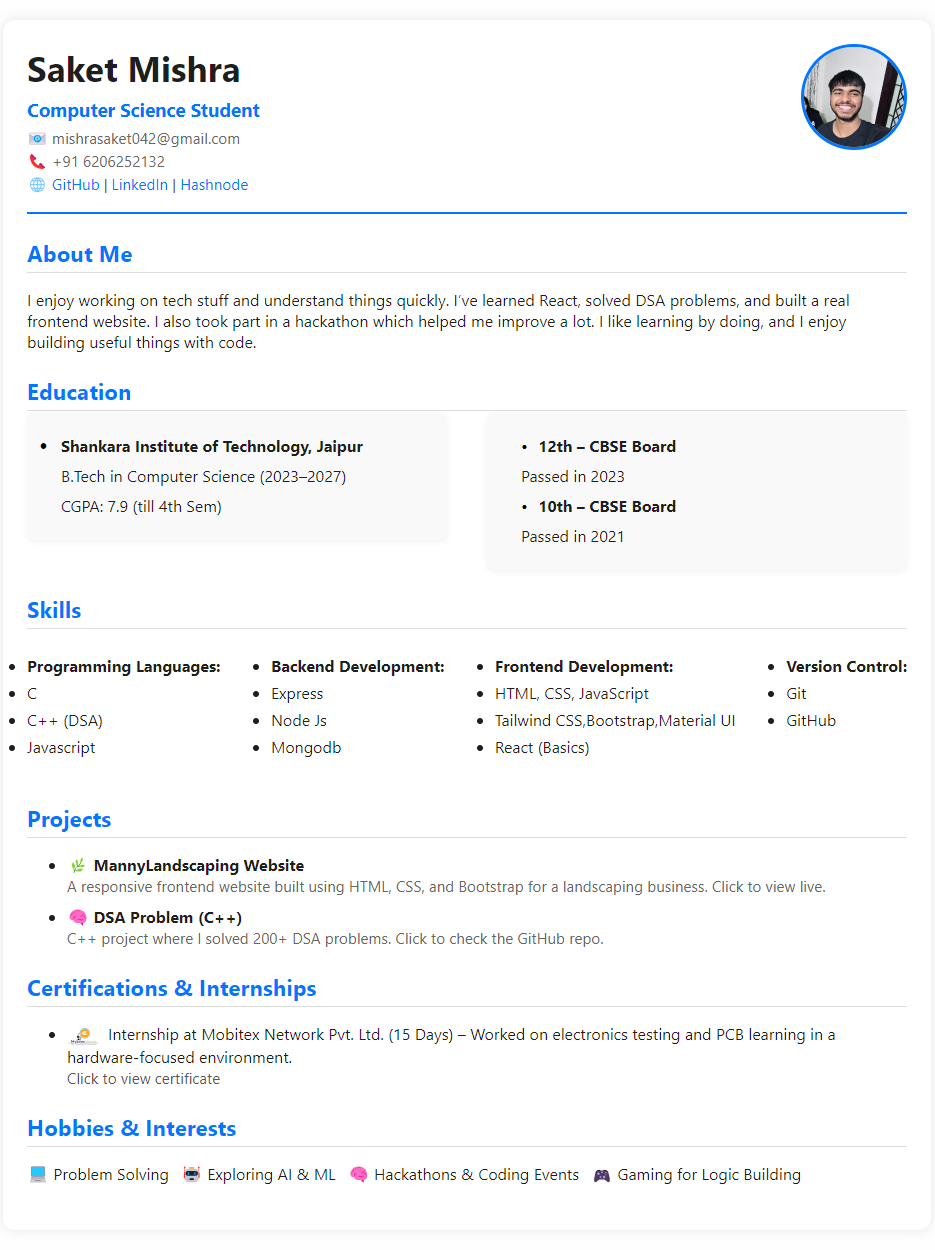 Saket Mishra
Computer Science Student
📧 mishrasaket042@gmail.com
📞 +91 6206252132
🌐 GitHub | LinkedIn | Hashnode
About Me
I enjoy working on tech stuff and understand things quickly. I've learned React, solved DSA problems, and built a real
frontend website. I also took part in a hackathon which helped me improve a lot. I like learning by doing, and I enjoy
building useful things with code.
Education
• Shankara Institute of Technology, Jaipur
B.Tech in Computer Science (2023–2027)
CGPA: 7.9 (till 4th Sem)
• 12th – CBSE Board
Passed in 2023
• 10th – CBSE Board
Passed in 2021
Skills
• Programming Languages:
• C
• C++ (DSA)
• Javascript
• Backend Development:
• Express
• Node Js
• Mongodb
• Frontend Development:
• HTML, CSS, JavaScript
• Tailwind CSS,Bootstrap,Material UI
• React (Basics)
• Version Control:
• Git
• GitHub
Projects
• 🌿 MannyLandscaping Website
A responsive frontend website built using HTML, CSS, and Bootstrap for a landscaping business. Click to view live.
• 🧠 DSA Problem (C++)
C++ project where I solved 200+ DSA problems. Click to check the GitHub repo.
Certifications & Internships
• Internship at Mobitex Network Pvt. Ltd. (15 Days) – Worked on electronics testing and PCB learning in a
hardware-focused environment.
Click to view certificate
Hobbies & Interests
💻 Problem Solving 🤖 Exploring AI & ML 🧠 Hackathons & Coding Events 🎮 Gaming for Logic Building